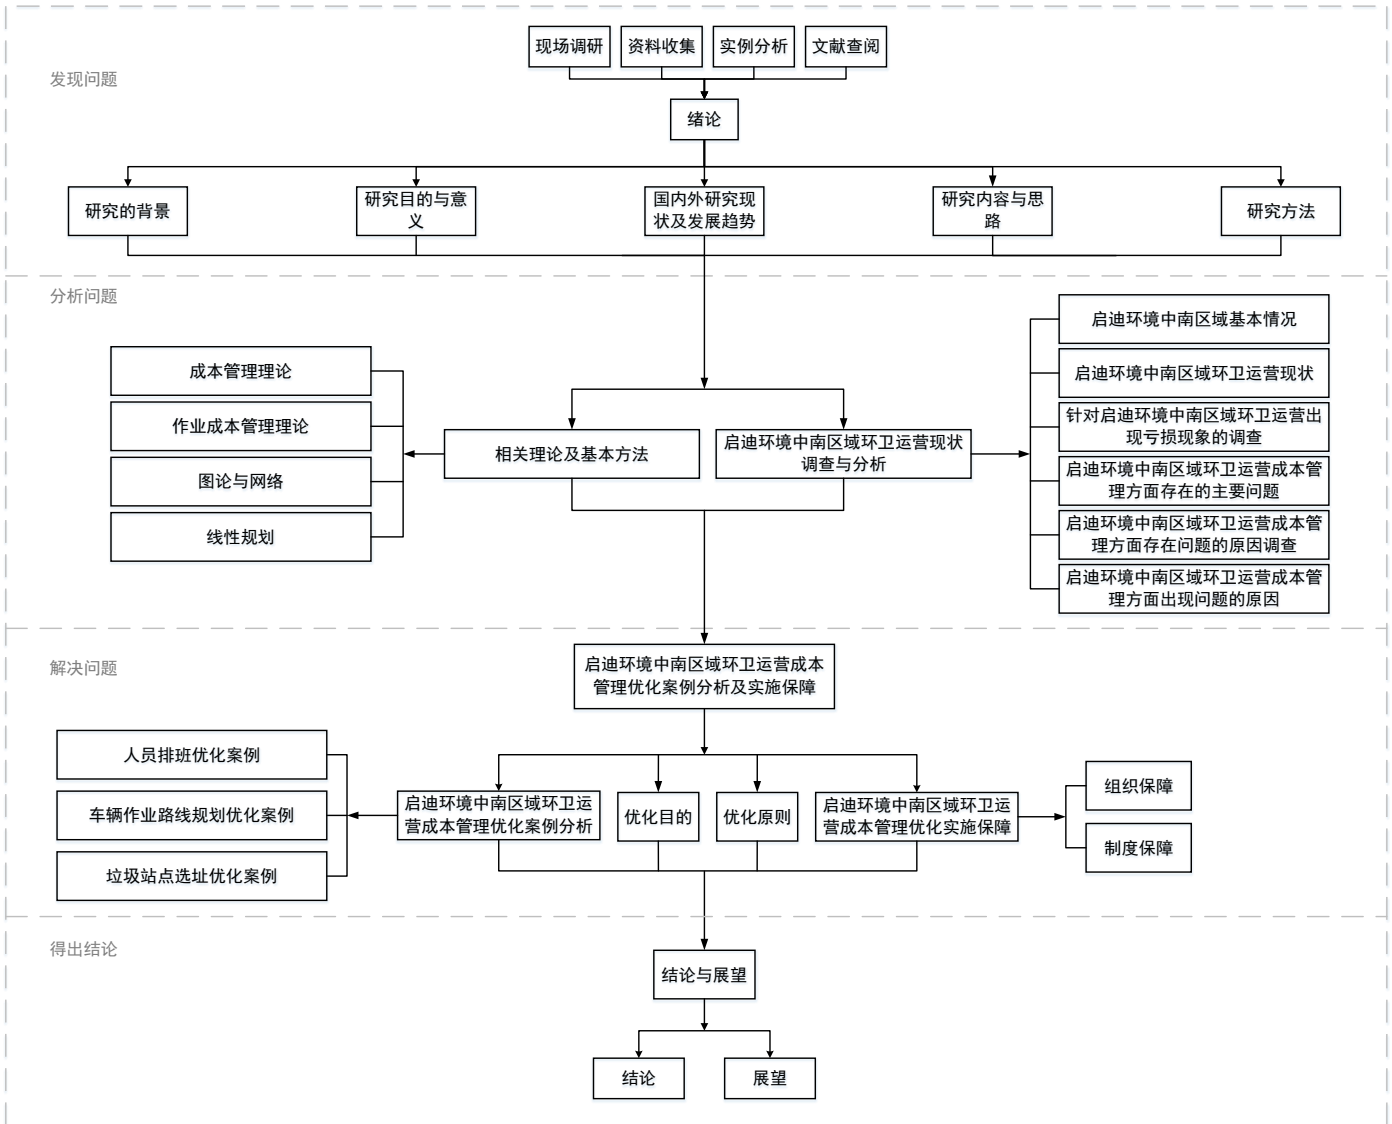 现场调研
资料收集
实例分析
文献查阅
发现问题
绪论
研究的背景
研究目的与意
义
国内外研究现
状及发展趋势
研究内容与思
路
研究方法
分析问题
成本管理理论
作业成本管理理论
图论与网络
线性规划
相关理论及基本方法
启迪环境中南区域环卫运营现状
调查与分析
启迪环境中南区域基本情况
启迪环境中南区域环卫运营现状
针对启迪环境中南区域环卫运营出
现亏损现象的调查
启迪环境中南区域环卫运营成本管
理方面存在的主要问题
启迪环境中南区域环卫运营成本管
理方面存在问题的原因调查
启迪环境中南区域环卫运营成本管
理方面出现问题的原因
解决问题
启迪环境中南区域环卫运营成本
管理优化案例分析及实施保障
人员排班优化案例
车辆作业路线规划优化案例
垃圾站点选址优化案例
启迪环境中南区域环卫运
营成本管理优化案例分析
优化目的
优化原则
启迪环境中南区域环卫运
营成本管理优化实施保障
组织保障
制度保障
得出结论
结论与展望
结论
展望